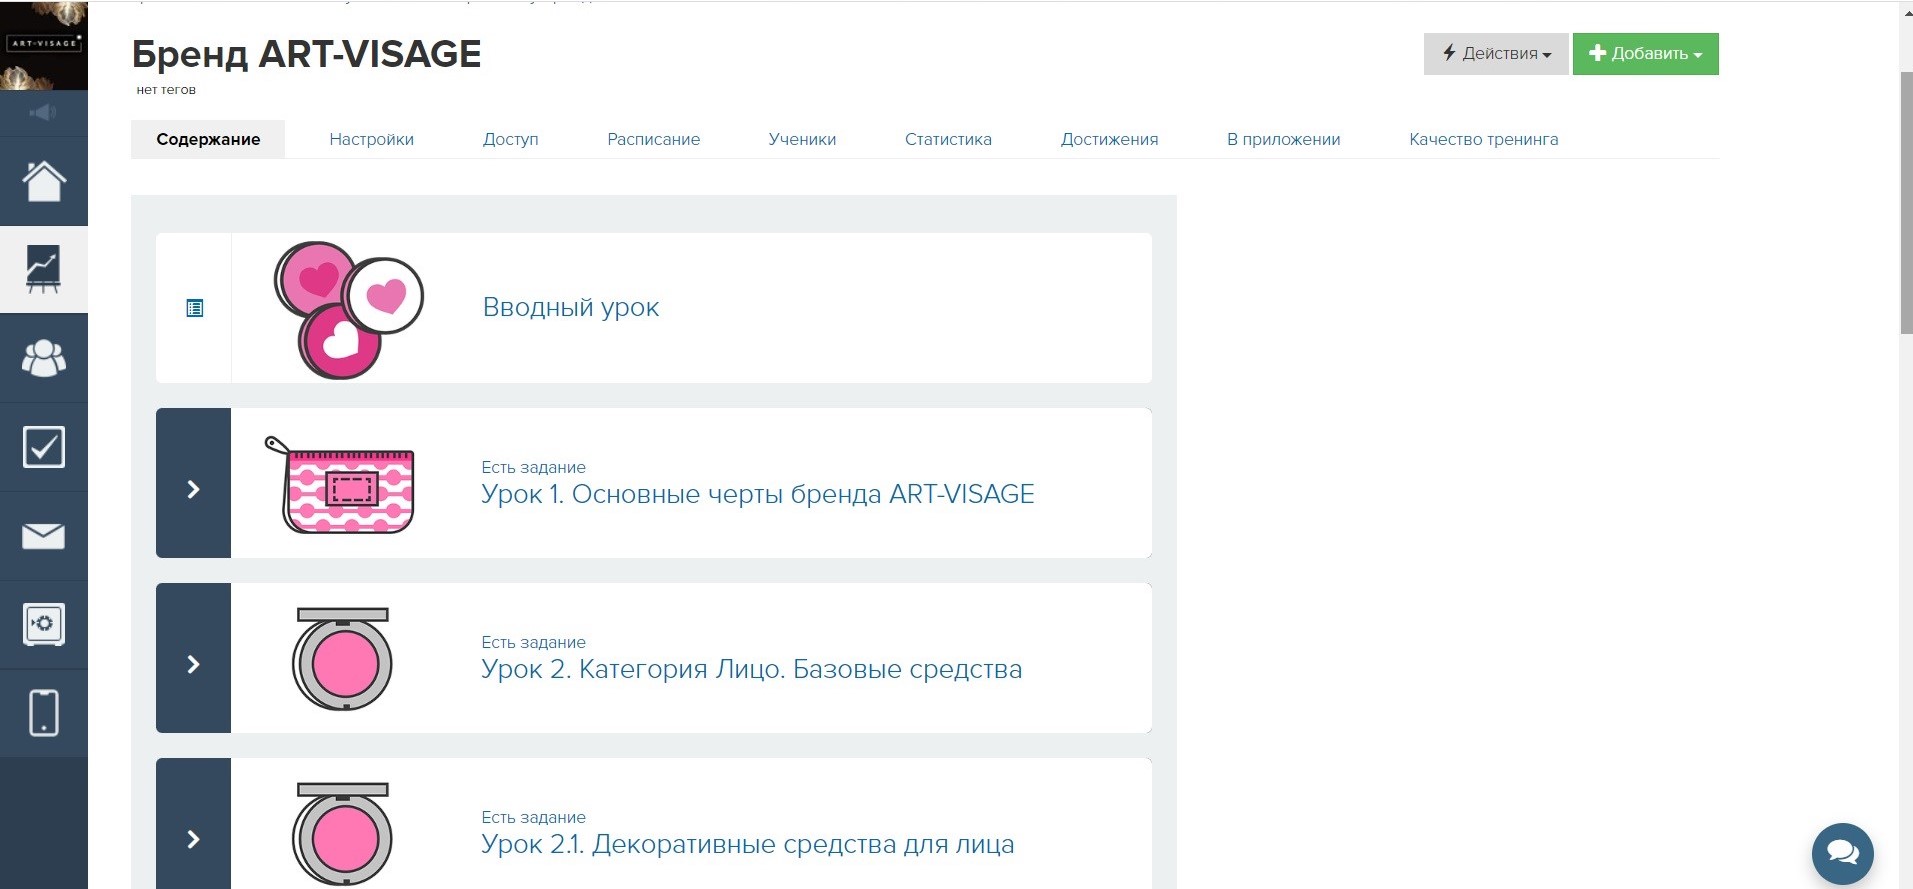 ART-VISAGE
Бренд ART-VISAGE
Действия
Добавить
нет тегов
Содержание
Настройки
Доступ
Расписание
Ученики
Статистика
Достижения
В приложении
Качество тренинга
Вводный урок
Есть задание
Урок 1. Основные черты бренда ART-VISAGE
Есть задание
Урок 2. Категория Лицо. Базовые средства
Есть задание
Урок 2.1. Декоративные средства для лица